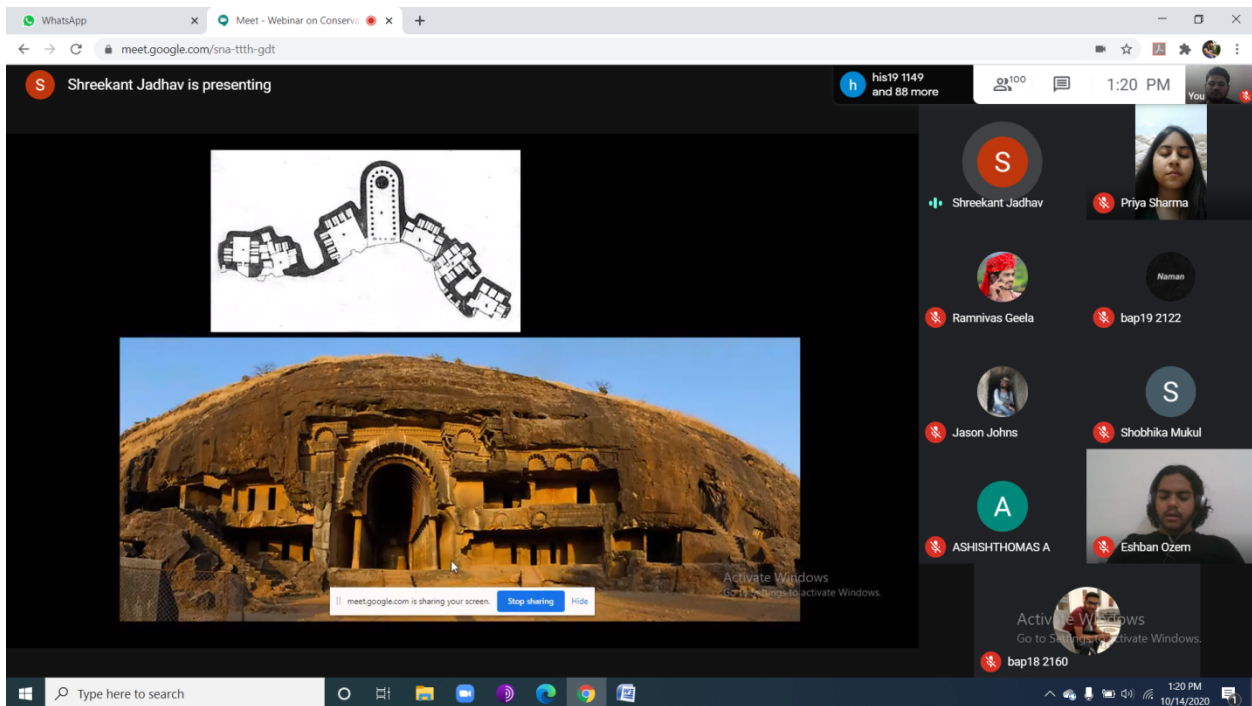 WhatsApp
Meet - Webinar on Conserva
meet.google.com/sna-ttth-gdt
S
Shreekant Jadhav is presenting
h
his19 1149
and 88 more
100
1:20 PM
You
S
Shreekant Jadhav
Priya Sharma
Ramnivas Geela
Naman
bap19 2122
Jason Johns
S
Shobhika Mukul
A
ASHISHTHOMAS A
Eshban Ozem
Activate Windows
Go to Settings to activate Windows.
meet.google.com is sharing your screen.
Stop sharing
Hide
Activate Windows
Go to Settings to activate Windows.
bap18 2160
Type here to search
1:20 PM
10/14/2020
1